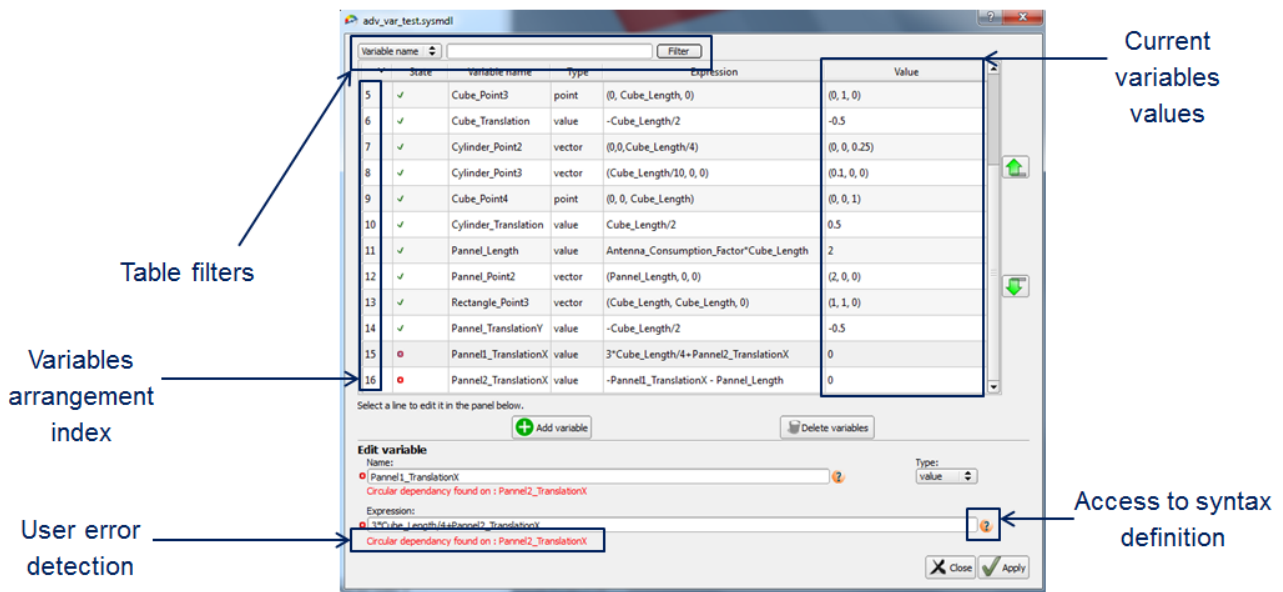 adv_var_test.sysmdl
Variable name Filter
State Variable name Type Expression Value
5 Cube_Point3 point (0, Cube_Length, 0) (0, 1, 0)
6 Cube_Translation value -Cube_Length/2 -0.5
7 Cylinder_Point2 vector (0,0,Cube_Length/4) (0, 0, 0.25)
8 Cylinder_Point3 vector (Cube_Length/10, 0, 0) (0.1, 0, 0)
9 Cube_Point4 point (0, 0, Cube_Length) (0, 0, 1)
10 Cylinder_Translation value Cube_Length/2 0.5
11 Pannel_Length value Antenna_Consumption_Factor*Cube_Length 2
12 Pannel_Point2 vector (Pannel_Length, 0, 0) (2, 0, 0)
13 Rectangle_Point3 vector (Cube_Length, Cube_Length, 0) (1, 1, 0)
14 Pannel_TranslationY value -Cube_Length/2 -0.5
15 Pannel1_TranslationX value 3*Cube_Length/4+Pannel2_TranslationX 0
16 Pannel2_TranslationX value -Pannel1_TranslationX - Pannel_Length 0
Select a line to edit it in the panel below.
Add variable Delete variables
Edit variable
Name: Type:
Pannel1_TranslationX value
Circular dependancy found on : Pannel2_TranslationX
Expression:
3*Cube_Length/4+Pannel2_TranslationX
Circular dependancy found on : Pannel2_TranslationX
Close Apply
Current
variables
values
Table filters
Variables
arrangement
index
User error
detection
Access to syntax
definition